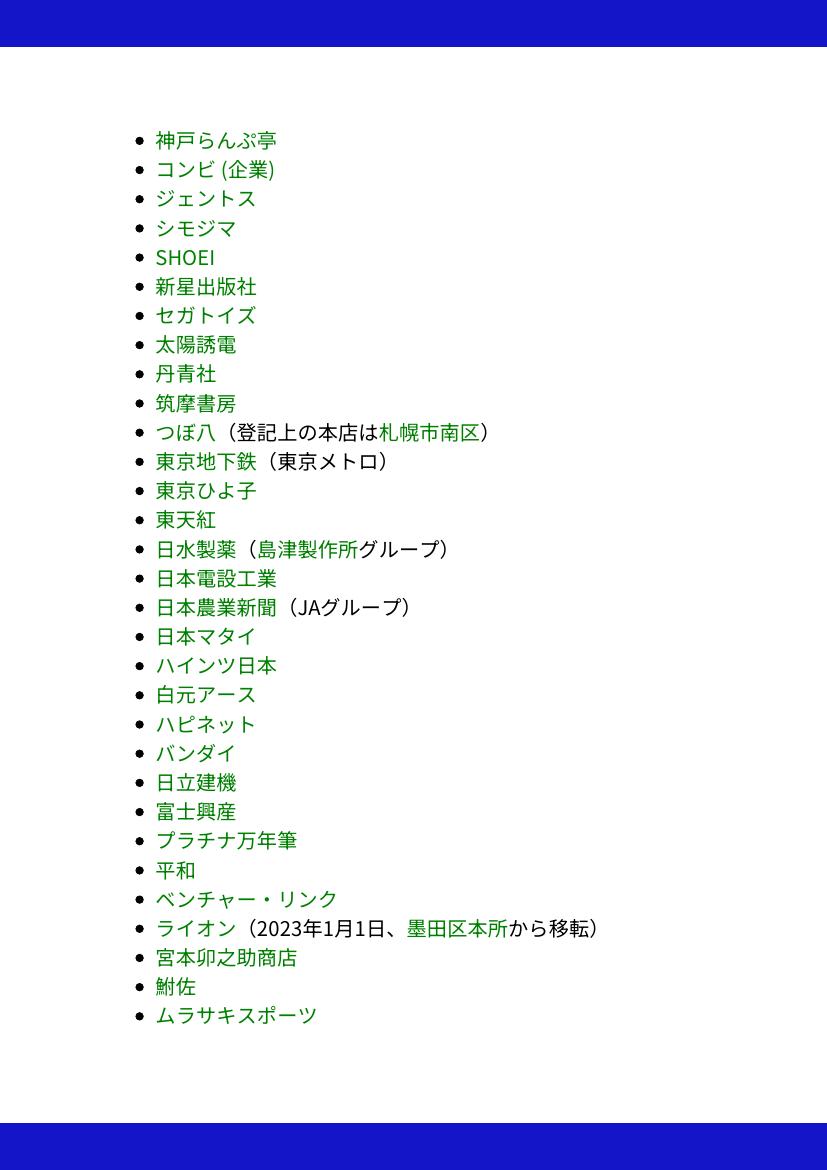 神戸らんぷ亭
コンビ (企業)
ジェントス
シモジマ
SHOEI
新星出版社
セガトイズ
太陽誘電
丹青社
筑摩書房
つぼ八（登記上の本店は札幌市南区）
東京地下鉄（東京メトロ）
東京ひよ子
東天紅
日水製薬（島津製作所グループ）
日本電設工業
日本農業新聞（JAグループ）
日本マタイ
ハインツ日本
白元アース
ハピネット
バンダイ
日立建機
富士興産
プラチナ万年筆
平和
ベンチャー・リンク
ライオン（2023年1月1日、墨田区本所から移転）
宮本卯之助商店
鮒佐
ムラサキスポーツ